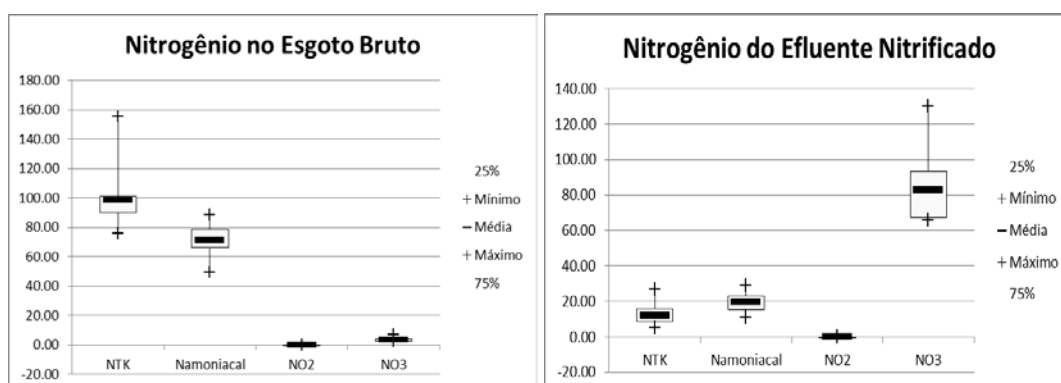 Nitrogênio no Esgoto Bruto
180.00
160.00
140.00
120.00
100.00
80.00
60.00
40.00
20.00
0.00
-20.00
NTK
Namoniacal
NO2
NO3
25%
Mínimo
Média
Máximo
75%
Nitrogênio do Efluente Nitrificado
140.00
120.00
100.00
80.00
60.00
40.00
20.00
0.00
-20.00
NTK
Namoniacal
NO2
NO3
25%
Mínimo
Média
Máximo
75%